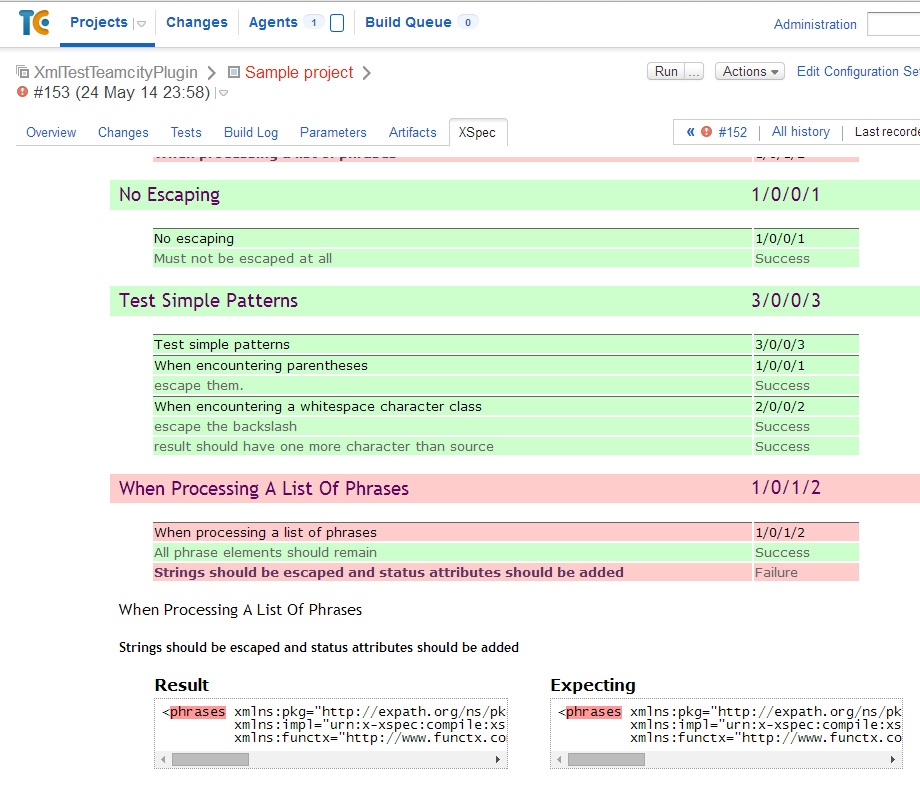 TC Projects Changes Agents 1 Build Queue 0 Administration
XmlTestTeamcityPlugin Sample project Run ... Actions Edit Configuration Set
#153 (24 May 14 23:58)
Overview Changes Tests Build Log Parameters Artifacts XSpec « #152 All history Last recorde
When processing a list of phrases 1/0/1/2
No Escaping 1/0/0/1
No escaping 1/0/0/1
Must not be escaped at all Success
Test Simple Patterns 3/0/0/3
Test simple patterns 3/0/0/3
When encountering parentheses 1/0/0/1
escape them. Success
When encountering a whitespace character class 2/0/0/2
escape the backslash Success
result should have one more character than source Success
When Processing A List Of Phrases 1/0/1/2
When processing a list of phrases 1/0/1/2
All phrase elements should remain Success
Strings should be escaped and status attributes should be added Failure
When Processing A List Of Phrases
Strings should be escaped and status attributes should be added
Result Expecting
<phrases xmlns:pkg="http://expath.org/ns/pk <phrases xmlns:pkg="http://expath.org/ns/pk
xmlns:impl="urn:x-xspec:compile:xs xmlns:impl="urn:x-xspec:compile:xs
xmlns:functx="http://www.functx.co xmlns:functx="http://www.functx.co